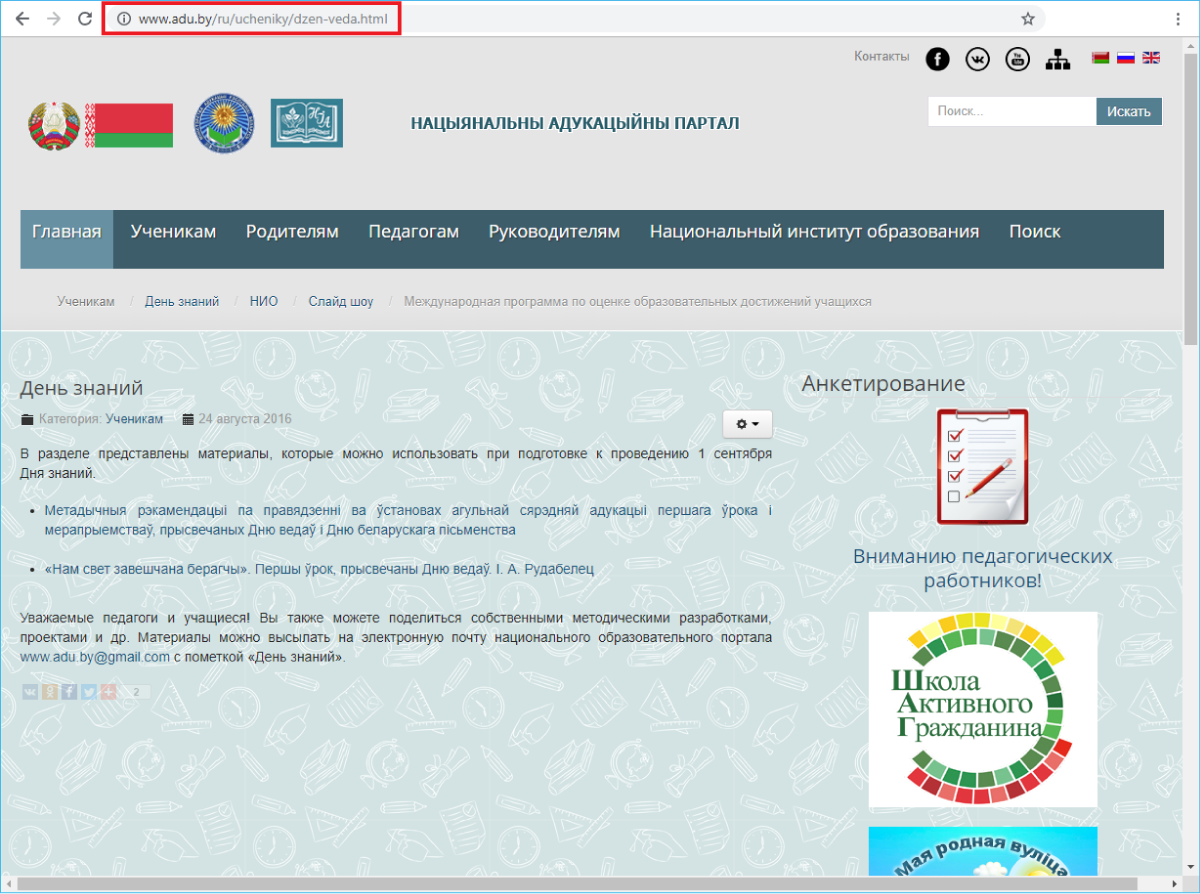 www.adu.by/ru/ucheniky/dzen-veda.html
Контакты
НАЦЫЯНАЛЬНЫ АДУКАЦЫЙНЫ ПАРТАЛ
Поиск...
Искать
Главная Ученикам Родителям Педагогам Руководителям Национальный институт образования Поиск
Ученикам / День знаний / НИО / Слайд шоу / Международная программа по оценке образовательных достижений учащихся
День знаний
Категория: Ученикам 24 августа 2016
В разделе представлены материалы, которые можно использовать при подготовке к проведению 1 сентября
Дня знаний.
• Метадычныя рэкамендацыі па правядзенні ва ўстановах агульнай сярэдняй адукацыі першага ўрока і
мерапрыемстваў, прысвечаных Дню ведаў і Дню беларускага пісьменства
• «Нам свет завешчана берагчы». Першы ўрок, прысвечаны Дню ведаў. І. А. Рудабелец
Уважаемые педагоги и учащиеся! Вы также можете поделиться собственными методическими разработками,
проектами и др. Материалы можно высылать на электронную почту национального образовательного портала
www.adu.by@gmail.com с пометкой «День знаний».
2
Анкетирование
Вниманию педагогических
работников!
Школа
Активного
Гражданина
Мая родная вуліца